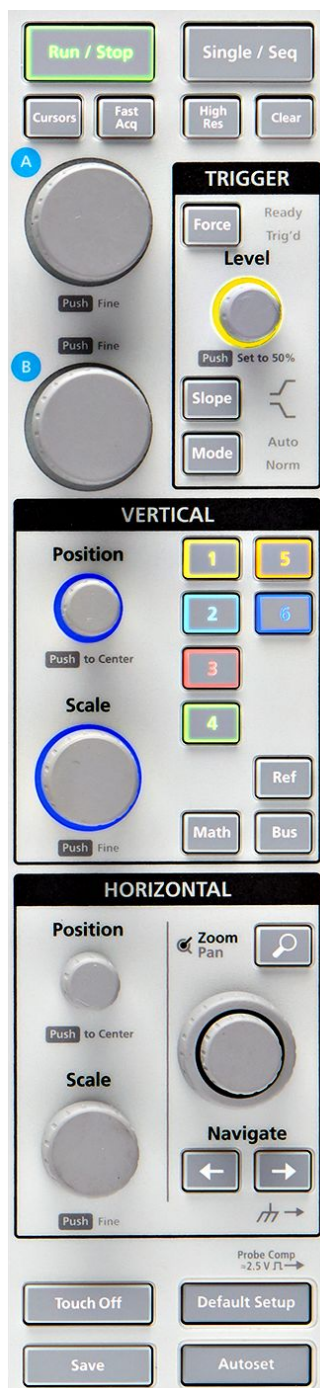 Run / Stop
Single / Seq
Cursors
Fast
Acq
High
Res
Clear
A
Push Fine
Push Fine
B
TRIGGER
Force
Ready
Trig'd
Level
Push Set to 50%
Slope
Mode
Auto
Norm
VERTICAL
Position
Push to Center
Scale
Push Fine
1
5
2
6
3
4
Ref
Math
Bus
HORIZONTAL
Position
Push to Center
Scale
Push Fine
Zoom
Pan
Navigate
Probe Comp
≈2.5 V
Touch Off
Default Setup
Save
Autoset